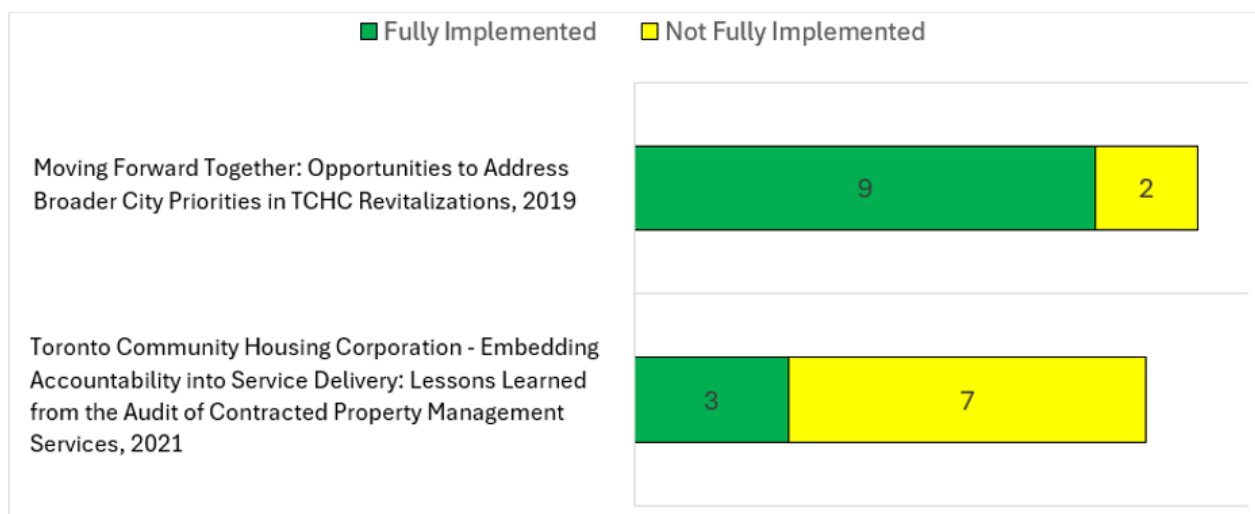 Fully Implemented
Not Fully Implemented
Moving Forward Together: Opportunities to Address
Broader City Priorities in TCHC Revitalizations, 2019
9
2
Toronto Community Housing Corporation - Embedding
Accountability into Service Delivery: Lessons Learned
from the Audit of Contracted Property Management
Services, 2021
3
7